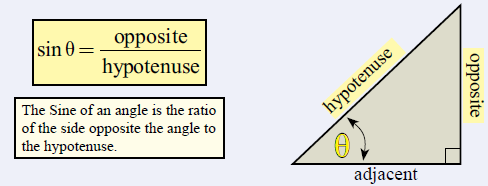 sin θ = opposite / hypotenuse
The Sine of an angle is the ratio
of the side opposite the angle to
the hypotenuse.
hypotenuse
opposite
θ
adjacent